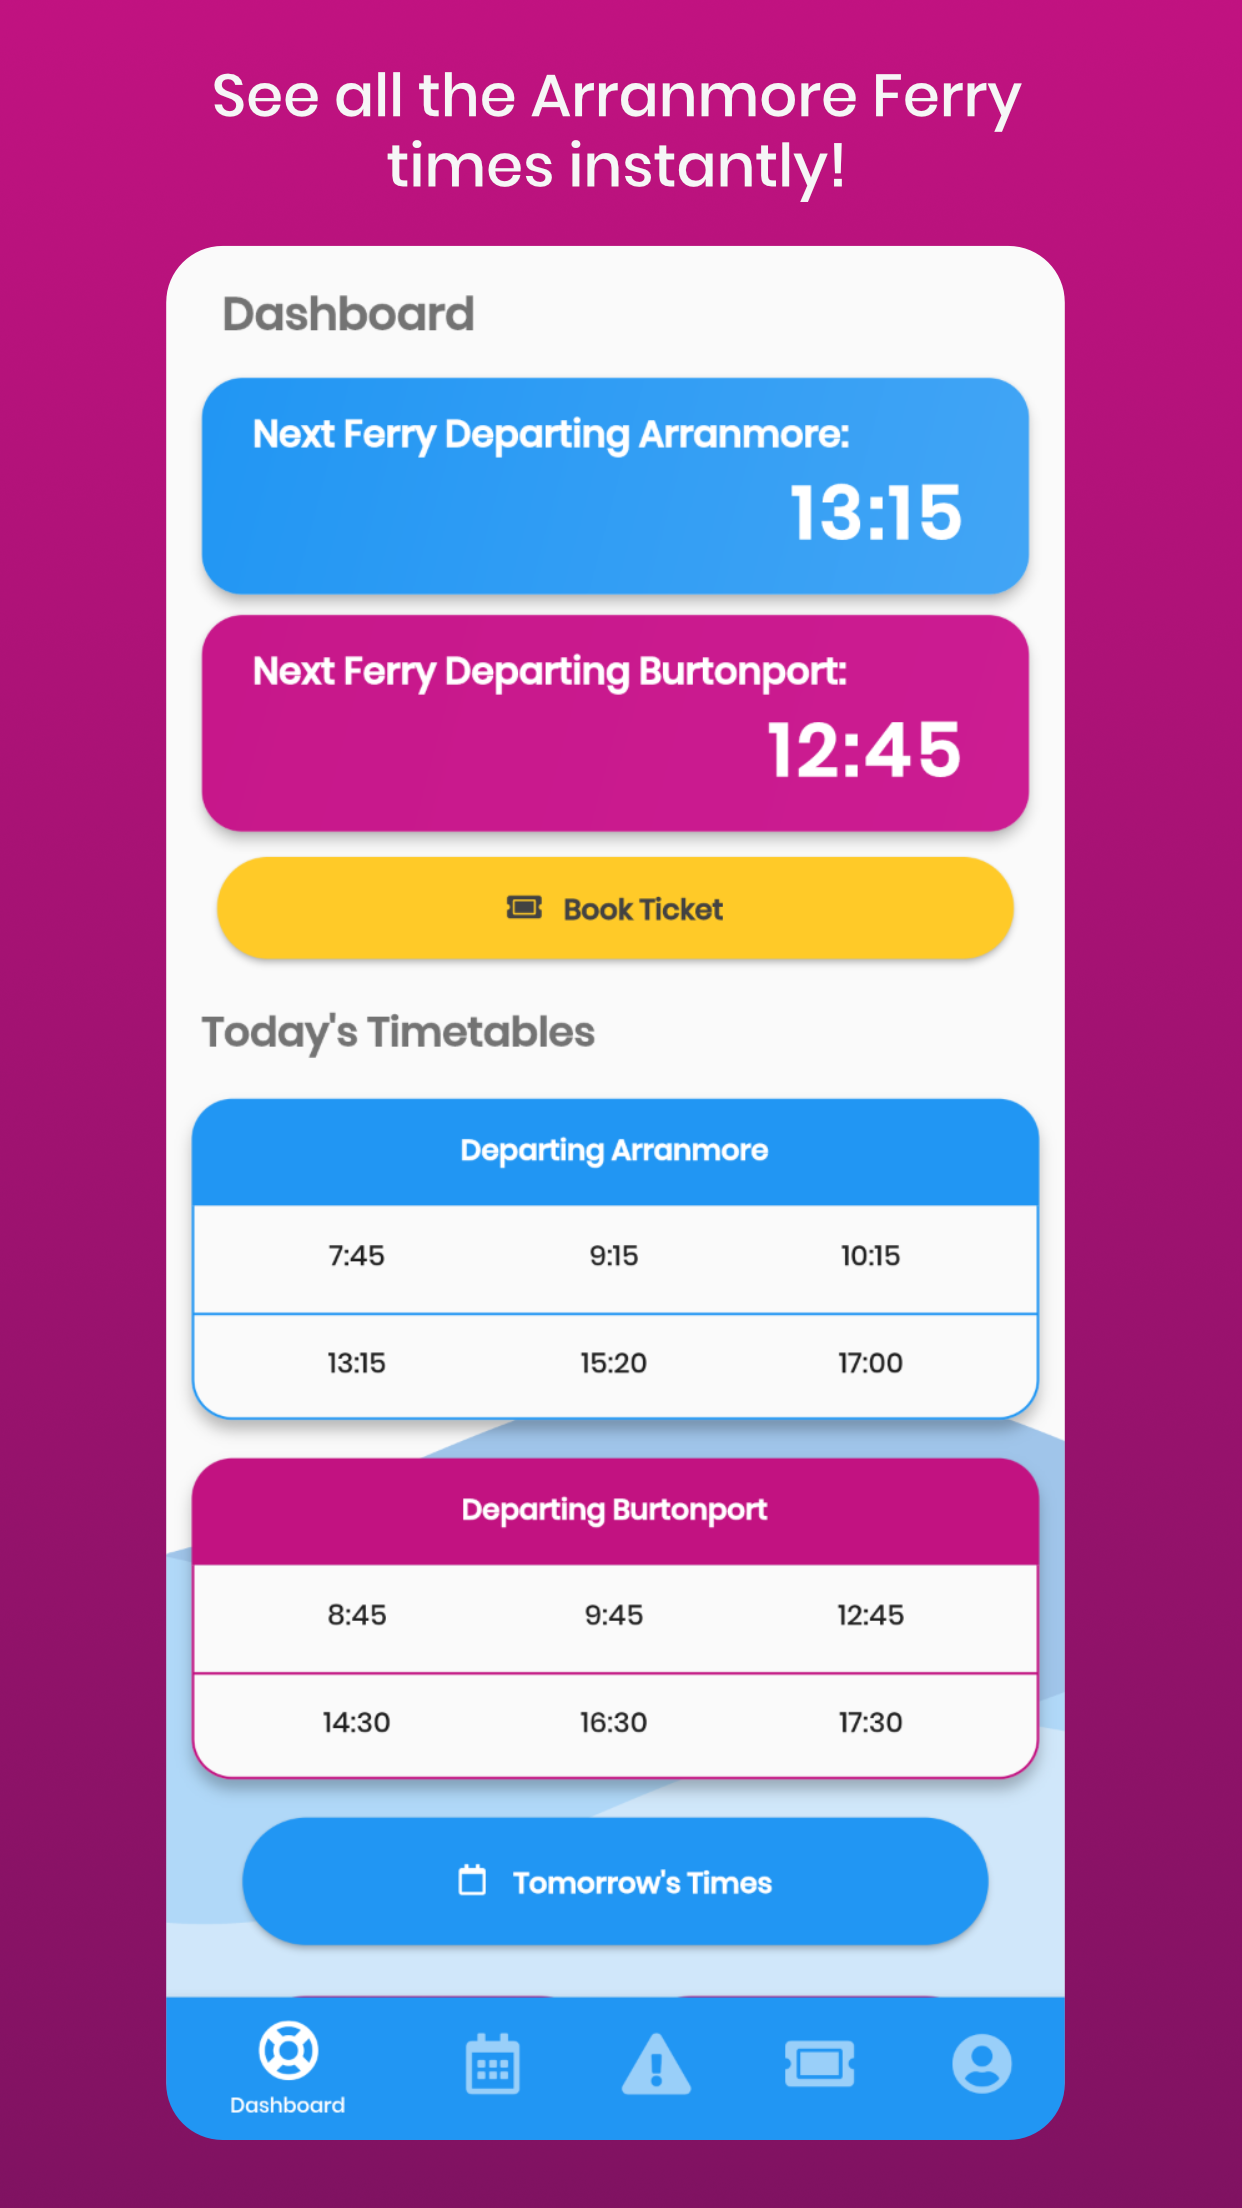 See all the Arranmore Ferry
times instantly!
Dashboard
Next Ferry Departing Arranmore:
13:15
Next Ferry Departing Burtonport:
12:45
Book Ticket
Today's Timetables
Departing Arranmore
7:45 9:15 10:15
13:15 15:20 17:00
Departing Burtonport
8:45 9:45 12:45
14:30 16:30 17:30
Tomorrow's Times
Dashboard